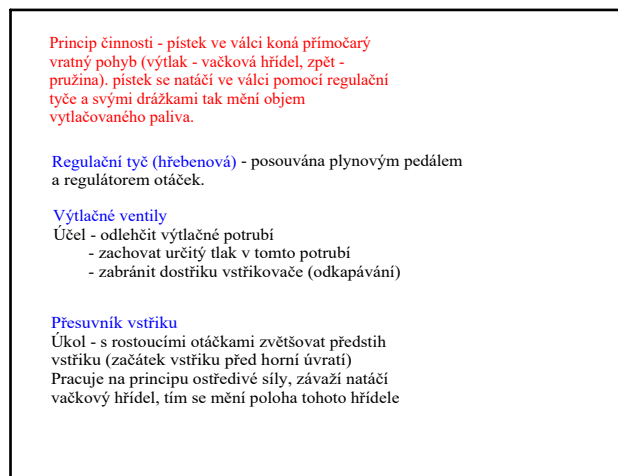 Princip činnosti - pístek ve válci koná přímočarý
vratný pohyb (výtlak - vačková hřídel, zpět -
pružina). pístek se natáčí ve válci pomocí regulační
tyče a svými drážkami tak mění objem
vytlačovaného paliva.
Regulační tyč (hřebenová) - posouvána plynovým pedálem
a regulátorem otáček.
Výtlačné ventily
Účel - odlehčit výtlačné potrubí
- zachovat určitý tlak v tomto potrubí
- zabránit dostřiku vstřikovače (odkapávání)
Přesuvník vstřiku
Úkol - s rostoucími otáčkami zvětšovat předstih
vstřiku (začátek vstřiku před horní úvratí)
Pracuje na principu ostředivé síly, závaží natáčí
vačkový hřídel, tím se mění poloha tohoto hřídele